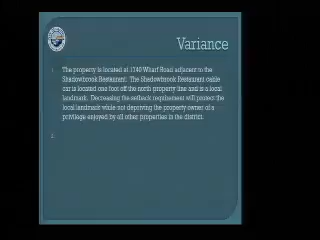 Variance
1. The property is located at 1740 Wharf Road adjacent to the
Shadowbrook Restaurant. The Shadowbrook Restaurant cable
car is located one foot off the north property line and is a local
landmark. Decreasing the setback requirement will protect the
local landmark while not depriving the property owner of a
privilege enjoyed by all other properties in the district.
2.